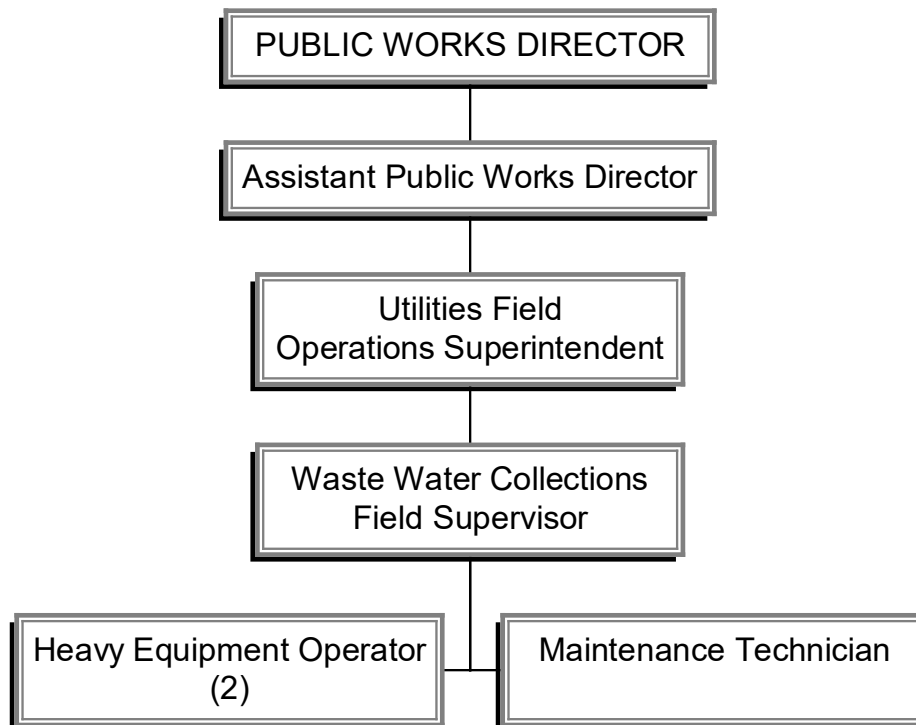 PUBLIC WORKS DIRECTOR
Assistant Public Works Director
Utilities Field
Operations Superintendent
Waste Water Collections
Field Supervisor
Heavy Equipment Operator
(2)
Maintenance Technician